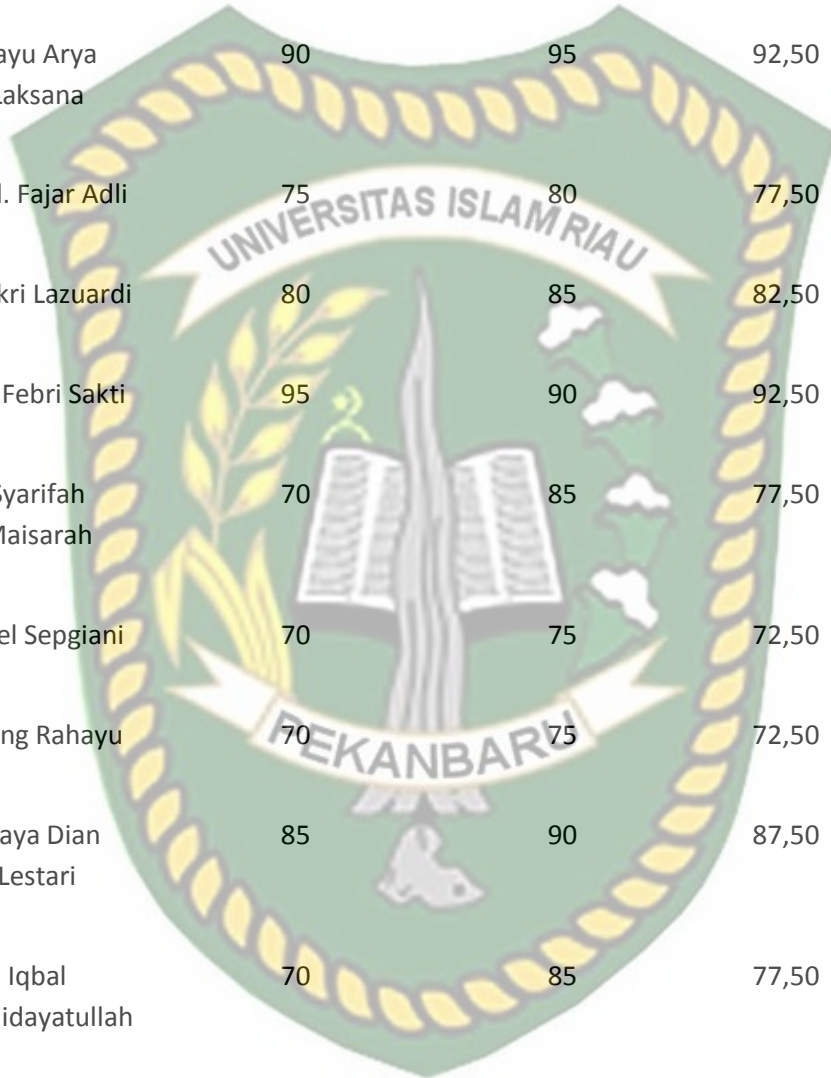 ayu Arya 90 95 92,50
aksana
. Fajar Adli 75 80 77,50
UNIVERSITAS ISLAM RIAU
kri Lazuardi 80 85 82,50
Febri Sakti 95 90 92,50
Syarifah 70 85 77,50
Maisarah
el Sepgiani 70 75 72,50
ng Rahayu 70 75 72,50
PEKANBARU
aya Dian 85 90 87,50
Lestari
Iqbal 70 85 77,50
idayatullah